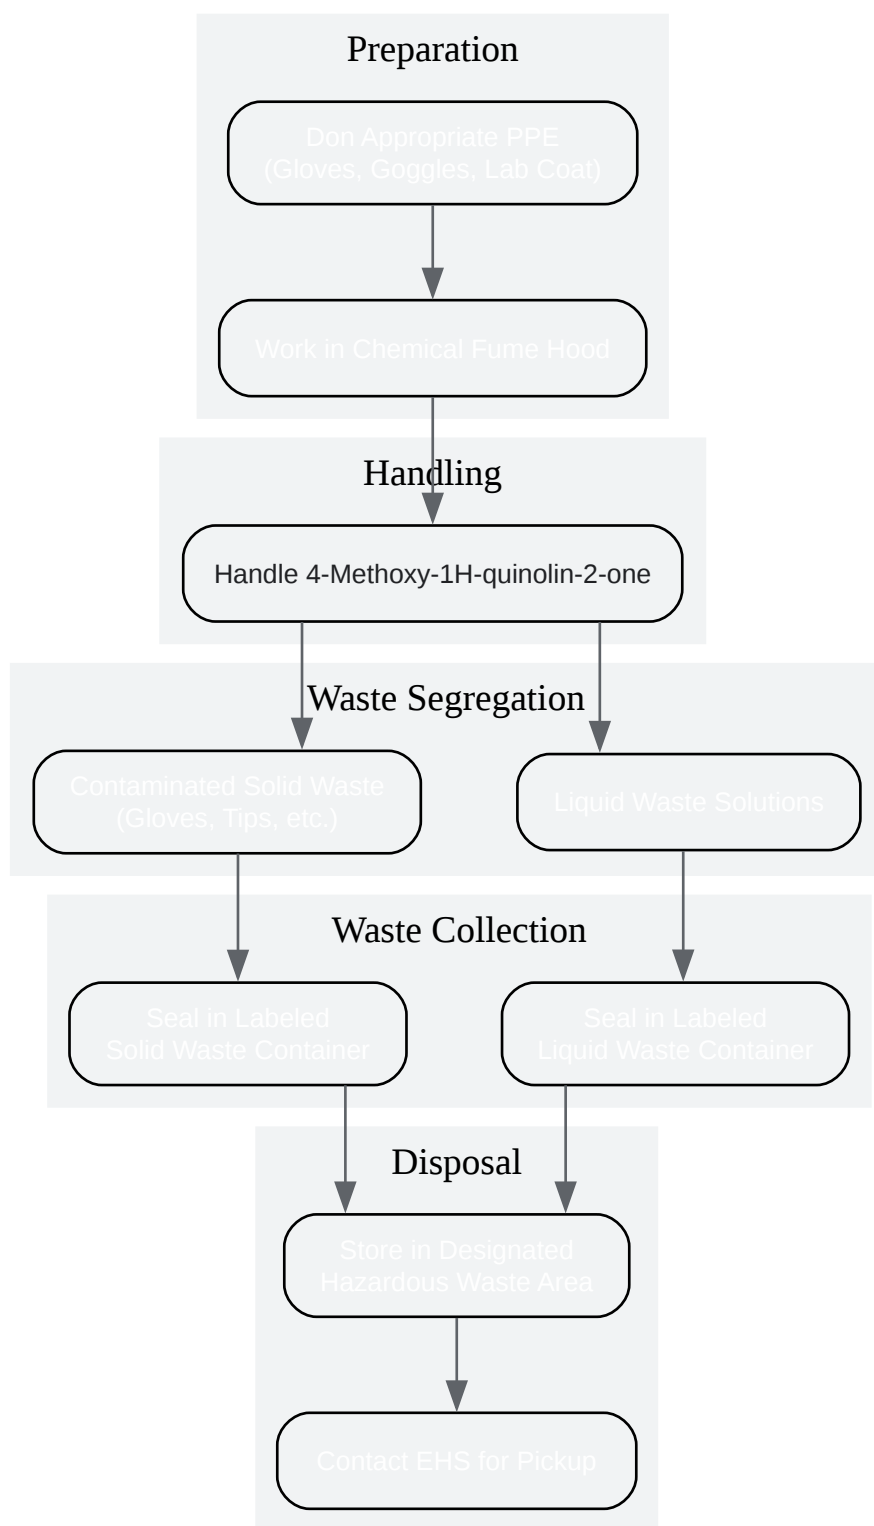 Preparation
Don Appropriate PPE
(Gloves, Goggles, Lab Coat)
Work in Chemical Fume Hood
Handling
Handle 4-Methoxy-1H-quinolin-2-one
Waste Segregation
Contaminated Solid Waste
(Gloves, Tips, etc.)
Liquid Waste Solutions
Waste Collection
Seal in Labeled
Solid Waste Container
Seal in Labeled
Liquid Waste Container
Disposal
Store in Designated
Hazardous Waste Area
Contact EHS for Pickup